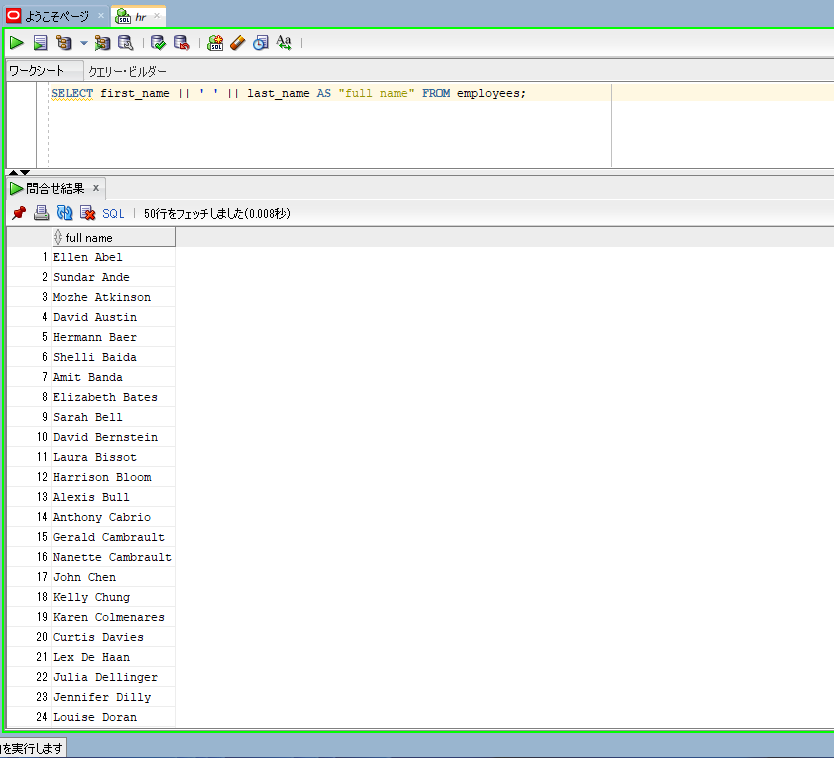 ようこそページ × hr ×
ワークシート クエリー・ビルダー
SELECT first_name || ' ' || last_name AS "full name" FROM employees;
問合せ結果 ×
SQL | 50行をフェッチしました(0.008秒)
full name
1 Ellen Abel
2 Sundar Ande
3 Mozhe Atkinson
4 David Austin
5 Hermann Baer
6 Shelli Baida
7 Amit Banda
8 Elizabeth Bates
9 Sarah Bell
10 David Bernstein
11 Laura Bissot
12 Harrison Bloom
13 Alexis Bull
14 Anthony Cabrio
15 Gerald Cambrault
16 Nanette Cambrault
17 John Chen
18 Kelly Chung
19 Karen Colmenares
20 Curtis Davies
21 Lex De Haan
22 Julia Dellinger
23 Jennifer Dilly
24 Louise Doran
を実行します